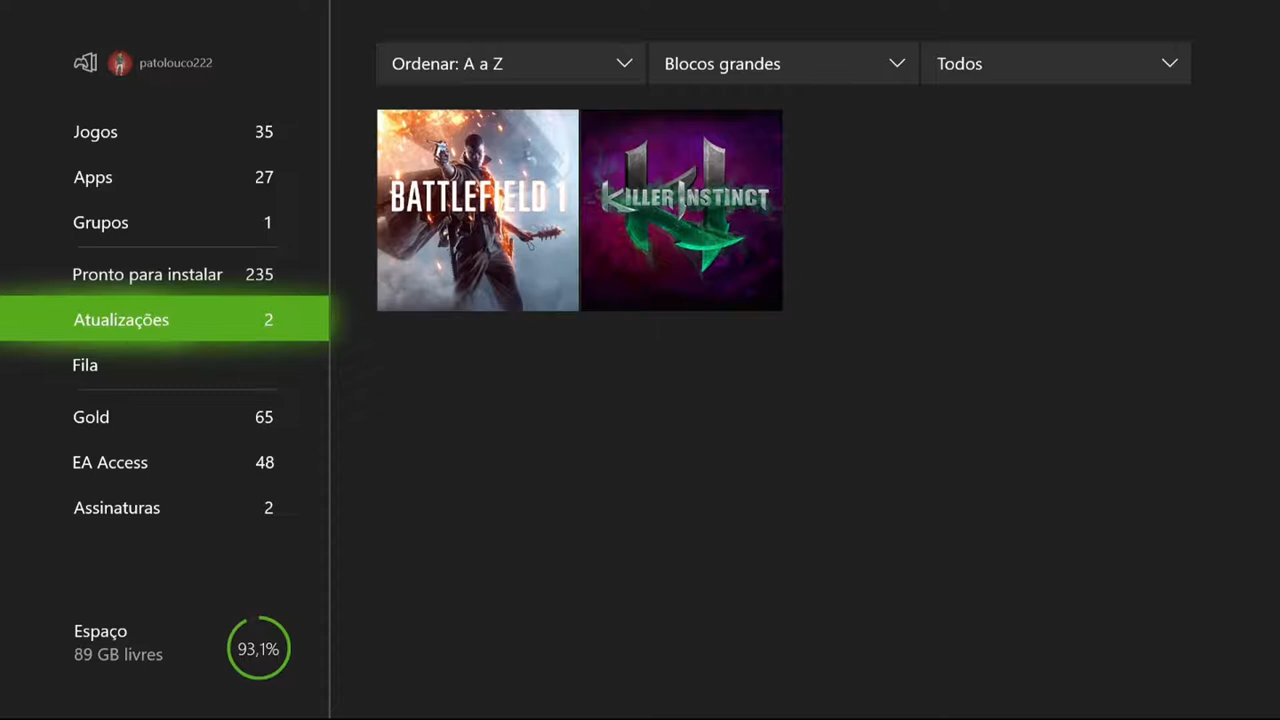 patolouco222
Jogos 35
Apps 27
Grupos 1
Pronto para instalar 235
Atualizações 2
Fila
Gold 65
EA Access 48
Assinaturas 2
Espaço
89 GB livres
93,1%
Ordenar: A a Z
Blocos grandes
Todos
BATTLEFIELD 1
KI
KILLER INSTINCT